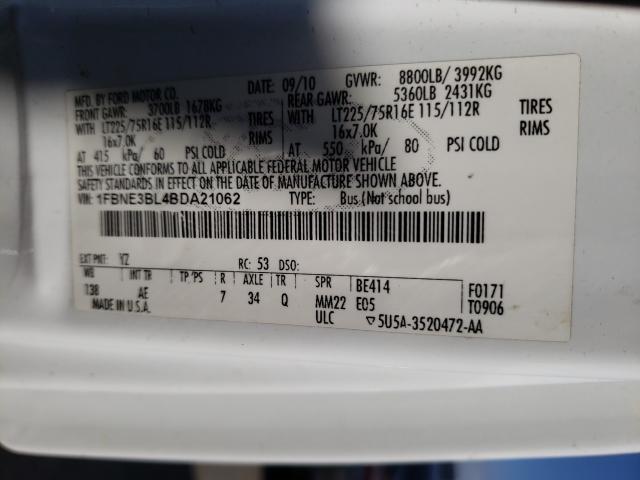 MFD. BY FORD MOTOR CO.
DATE: 09/10 GVWR: 8800LB/ 3992KG
FRONT GAWR: 3700LB 1678KG
REAR GAWR: 5360LB 2431KG
WITH LT225/75R16E 115/112R TIRES
WITH LT225/75R16E 115/112R TIRES
16x7.0K RIMS
16x7.0K RIMS
AT 415 kPa/ 60 PSI COLD
AT 550 kPa/ 80 PSI COLD
THIS VEHICLE CONFORMS TO ALL APPLICABLE FEDERAL MOTOR VEHICLE
SAFETY STANDARDS IN EFFECT ON THE DATE OF MANUFACTURE SHOWN ABOVE.
VIN: 1FBNE3BL4BDA21062 TYPE: Bus (Not school bus)
EXT PNT: YZ RC: 53 DSO:
WB INT TR TP/PS R AXLE TR SPR BE414 F0171
138 AE 7 34 Q MM22 E05 T0906
MADE IN U.S.A. ULC ▽5U5A-3520472-AA